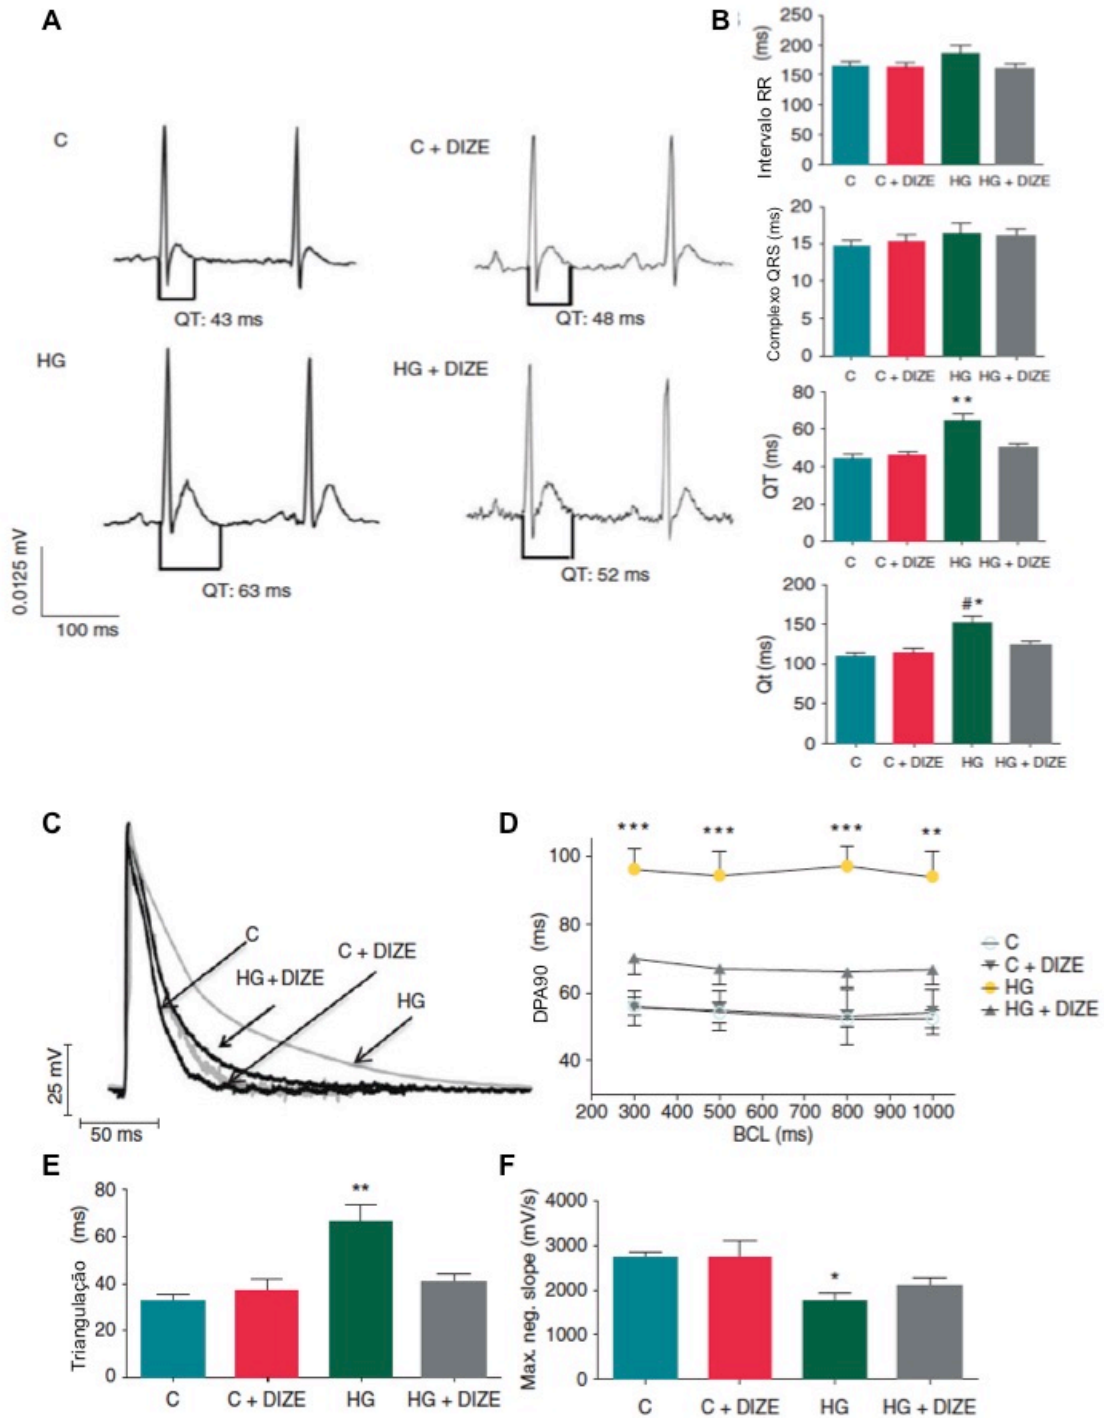 A
C
C + DIZE
QT: 43 ms
QT: 48 ms
HG
HG + DIZE
QT: 63 ms
QT: 52 ms
0.0125 mV
100 ms
B
Intervalo RR (ms)
250
200
150
100
50
0
C C + DIZE HG HG + DIZE
Complexo QRS (ms)
20
15
10
5
0
C C + DIZE HG HG + DIZE
QT (ms)
80
60
40
20
0
**
C C + DIZE HG HG + DIZE
Qt (ms)
200
150
100
50
0
#*
C C + DIZE HG HG + DIZE
C
C
C + DIZE
HG + DIZE
HG
25 mV
50 ms
D
DPA90 (ms)
*** *** *** **
100
80
60
40
200 300 400 500 600 700 800 900 1000
BCL (ms)
C
C + DIZE
HG
HG + DIZE
E
Triangulação (ms)
80
60
40
20
0
**
C C + DIZE HG HG + DIZE
F
Max. neg. slope (mV/s)
4000
3000
2000
1000
0
*
C C + DIZE HG HG + DIZE